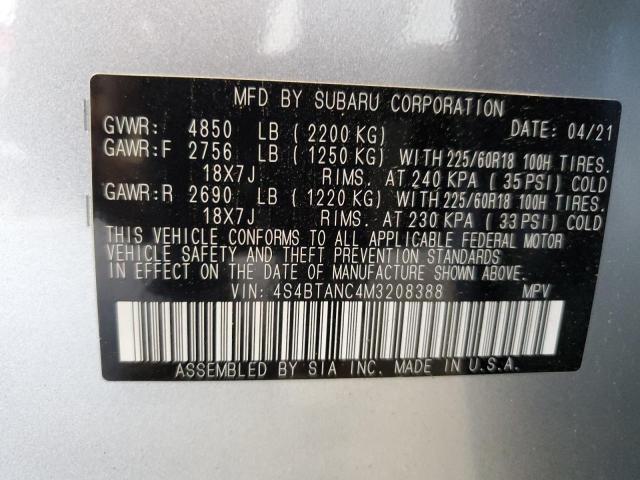 MFD BY SUBARU CORPORATION
GVWR: 4850 LB ( 2200 KG) DATE: 04/21
GAWR:F 2756 LB ( 1250 KG) WITH 225/60R18 100H TIRES.
18X7J RIMS. AT 240 KPA ( 35 PSI) COLD
GAWR:R 2690 LB ( 1220 KG) WITH 225/60R18 100H TIRES.
18X7J RIMS. AT 230 KPA ( 33 PSI) COLD
THIS VEHICLE CONFORMS TO ALL APPLICABLE FEDERAL MOTOR
VEHICLE SAFETY AND THEFT PREVENTION STANDARDS
IN EFFECT ON THE DATE OF MANUFACTURE SHOWN ABOVE.
VIN: 4S4BTANC4M3208388 MPV
ASSEMBLED BY SIA INC. MADE IN U.S.A.